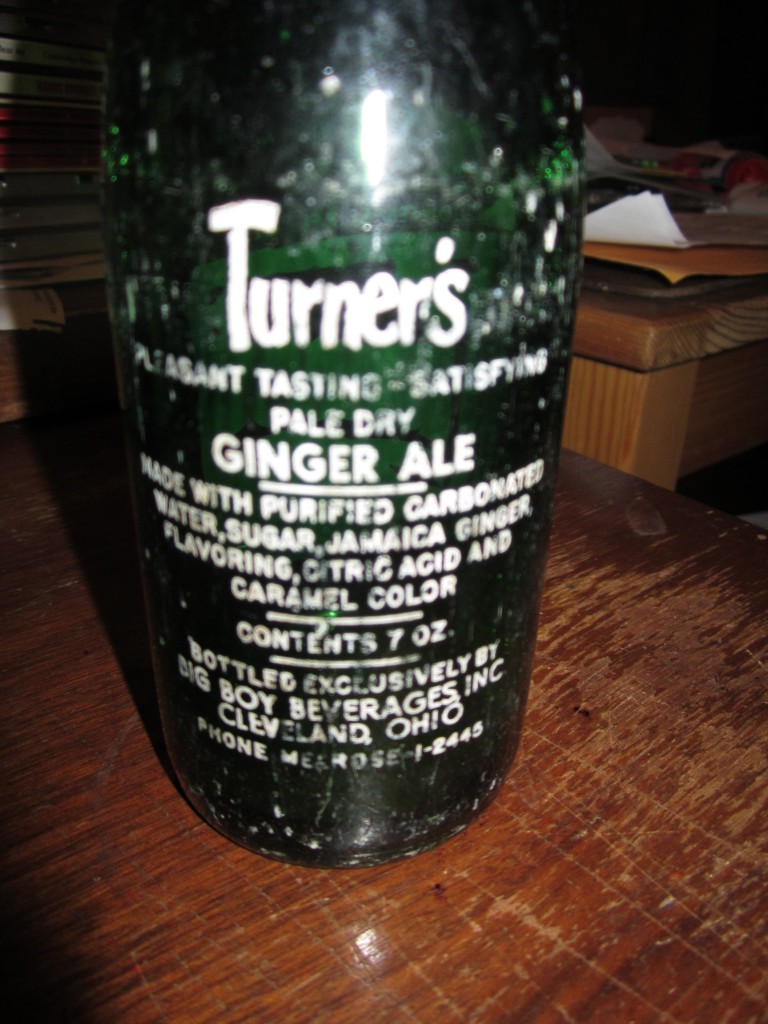 Turner's
PLEASANT TASTING - SATISFYING
PALE DRY
GINGER ALE
MADE WITH PURIFIED CARBONATED
WATER, SUGAR, JAMAICA GINGER,
FLAVORING, CITRIC ACID AND
CARAMEL COLOR
CONTENTS 7 OZ.
BOTTLED EXCLUSIVELY BY
BIG BOY BEVERAGES, INC.
CLEVELAND, OHIO
PHONE MELROSE 1-2445